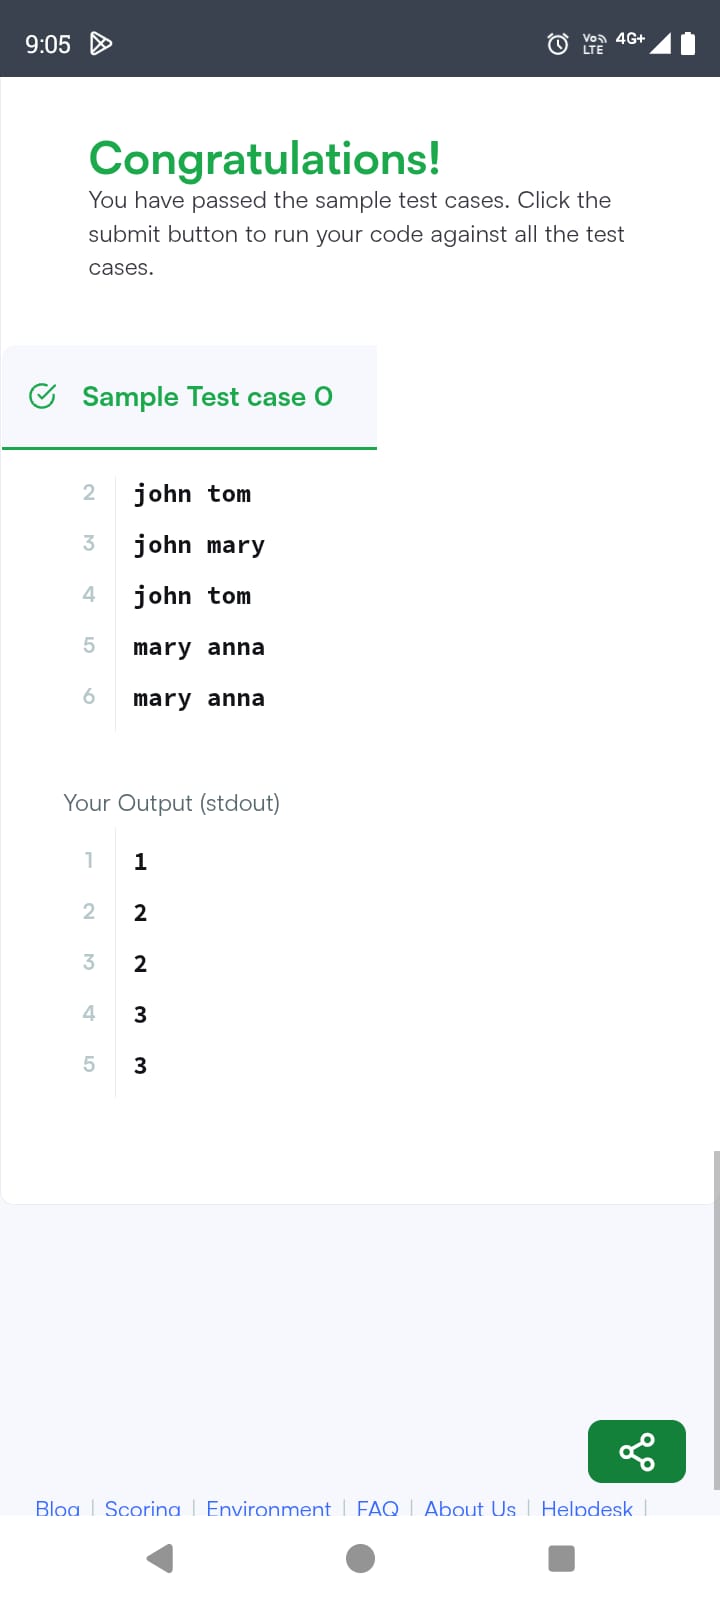 9:05 Vo LTE 4G+
Congratulations!
You have passed the sample test cases. Click the
submit button to run your code against all the test
cases.
Sample Test case 0
2 john tom
3 john mary
4 john tom
5 mary anna
6 mary anna
Your Output (stdout)
1 1
2 2
3 2
4 3
5 3
Blog | Scoring | Environment | FAQ | About Us | Helpdesk |